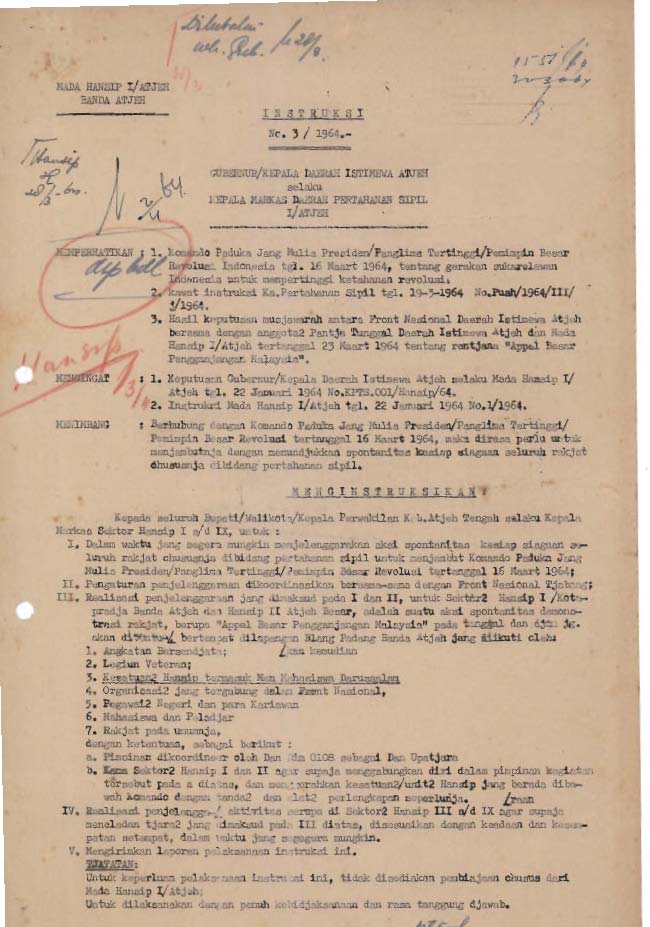 MADA HANSIP I/ATJEH
BANDA ATJEH
INSTRUKSI
No. 3 / 1964.-
GUBERNUR/KEPALA DAERAH ISTIMEWA ATJEH
selaku
KEPALA MARKAS DAERAH PERTAHANAN SIPIL
I/ATJEH
MEMPERHATIKAN : 1. Komando Paduka Jang Mulia Presiden/Panglima Tertinggi/Pemimpin Besar
Revolusi Indonesia tgl. 16 Maart 1964, tentang gerakan sukarelawan
Indonesia untuk mempertinggi ketahanan revolusi.
2. Kawat instruksi Ka.Pertahanan Sipil tgl. 19-3-1964 No.Push/1964/III/
1/1964.
3. Hasil keputusan musjawarah antara Front Nasional Daerah Istimewa Atjeh
bersama dengan anggota2 Pantja Tunggal Daerah Istimewa Atjeh dan Mada
Hansip I/Atjeh tertanggal 23 Maart 1964 tentang rentjana "Appel Besar
Pengganjangan Malaysia".
Hansip
MENGINGAT : 1. Keputusan Gubernur/Kepala Daerah Istimewa Atjeh selaku Mada Hansip I/
Atjeh tgl. 22 Januari 1964 No.KPTS.001/Hansip/64.
2. Instruksi Mada Hansip I/Atjeh tgl. 22 Januari 1964 No.1/1964.
MENIMBANG : Berhubung dengan Komando Paduka Jang Mulia Presiden/Panglima Tertinggi/
Pemimpin Besar Revolusi tertanggal 16 Maart 1964, maka dirasa perlu untuk
menjambutnja dengan menundjukkan spontanitas kesiap siagaan seluruh rakjat
chususnja dibidang pertahanan sipil.
MENGINSTRUKSIKAN:
Kepada seluruh Bupati/Walikota/Kepala Perwakilan Kab.Atjeh Tengah selaku Kepala
Markas Sektor Hansip I s/d IX, untuk :
I. Dalam waktu jang segera mungkin menjelenggarakan aksi spontanitas kesiap siagaan se-
luruh rakjat chususnja dibidang pertahanan sipil untuk menjambut Komando Paduka Jang
Mulia Presiden/Panglima Tertinggi/Pemimpin Besar Revolusi tertanggal 16 Maart 1964;
II. Pengaturan penjelenggaraan dikoordinasikan bersama-sama dengan Front Nasional Tjabang;
III. Realisasi penjelenggaraan jang dimaksud pada I dan II, untuk Sektor2 Hansip I /Kota-
pradja Banda Atjeh dan Hansip II Atjeh Besar, adalah suatu aksi spontanitas demons-
trasi rakjat, berupa "Appel Besar Pengganjangan Malaysia" pada tanggal dan djam jg.
akan ditentu/ bertempat dilapangan Blang Padang Banda Atjeh jang diikuti oleh:
1. Angkatan Bersendjata; /kan kemudian
2. Legiun Veteran;
3. Kesatuan2 Hansip termasuk Men Mahasiswa Darussalam
4. Organisasi2 jang tergabung dalam Front Nasional,
5. Pegawai2 Negeri dan para Kariawan
6. Mahasiswa dan Peladjar
7. Rakjat pada umumnja,
dengan ketentuan, sebagai berikut :
a. Pimpinan dikoordineer oleh Dan Dim 0108 sebagai Dan Upatjara
b. Kama Sektor2 Hansip I dan II agar supaja menggabungkan diri dalam pimpinan kegiatan
tersebut pada a diatas, dan mengerahkan kesatuan2/unit2 Hansip jang berada diba-
wah komando dengan tanda2 dan alat2 perlengkapan seperlunja. /raan
IV. Realisasi penjelengga-/ aktivitas serupa di Sektor2 Hansip III s/d IX agar supaja
meneladan tjara2 jang dimaksud pada III diatas, disesuaikan dengan keadaan dan kesem-
patan setempat, dalam waktu jang segegera mungkin.
V. Mengirimkan laporan pelaksanaan instruksi ini.
TJATATAN:
Untuk keperluan pelaksanaan instruksi ini, tidak disediakan pembiajaan chusus dari
Mada Hansip I/Atjeh;
Untuk dilaksanakan dengan penuh kebidjaksanaan dan rasa tanggung djawab.